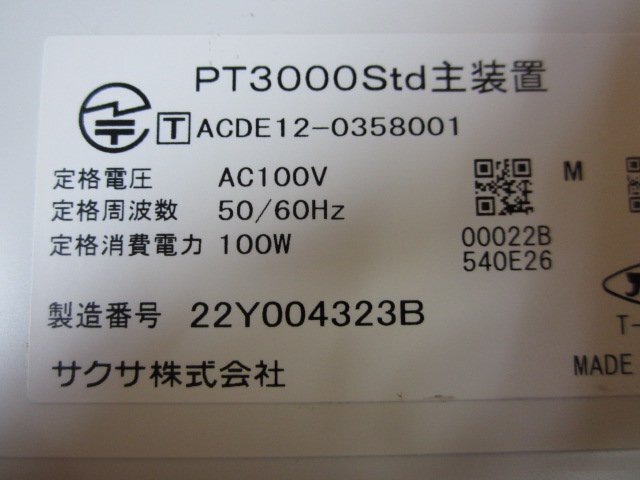 PT3000Std主装置
T ACDE12-0358001
定格電圧 AC100V
定格周波数 50/60Hz
定格消費電力 100W
M
00022B
540E26
製造番号 22Y004323B
T-
サクサ株式会社
MADE